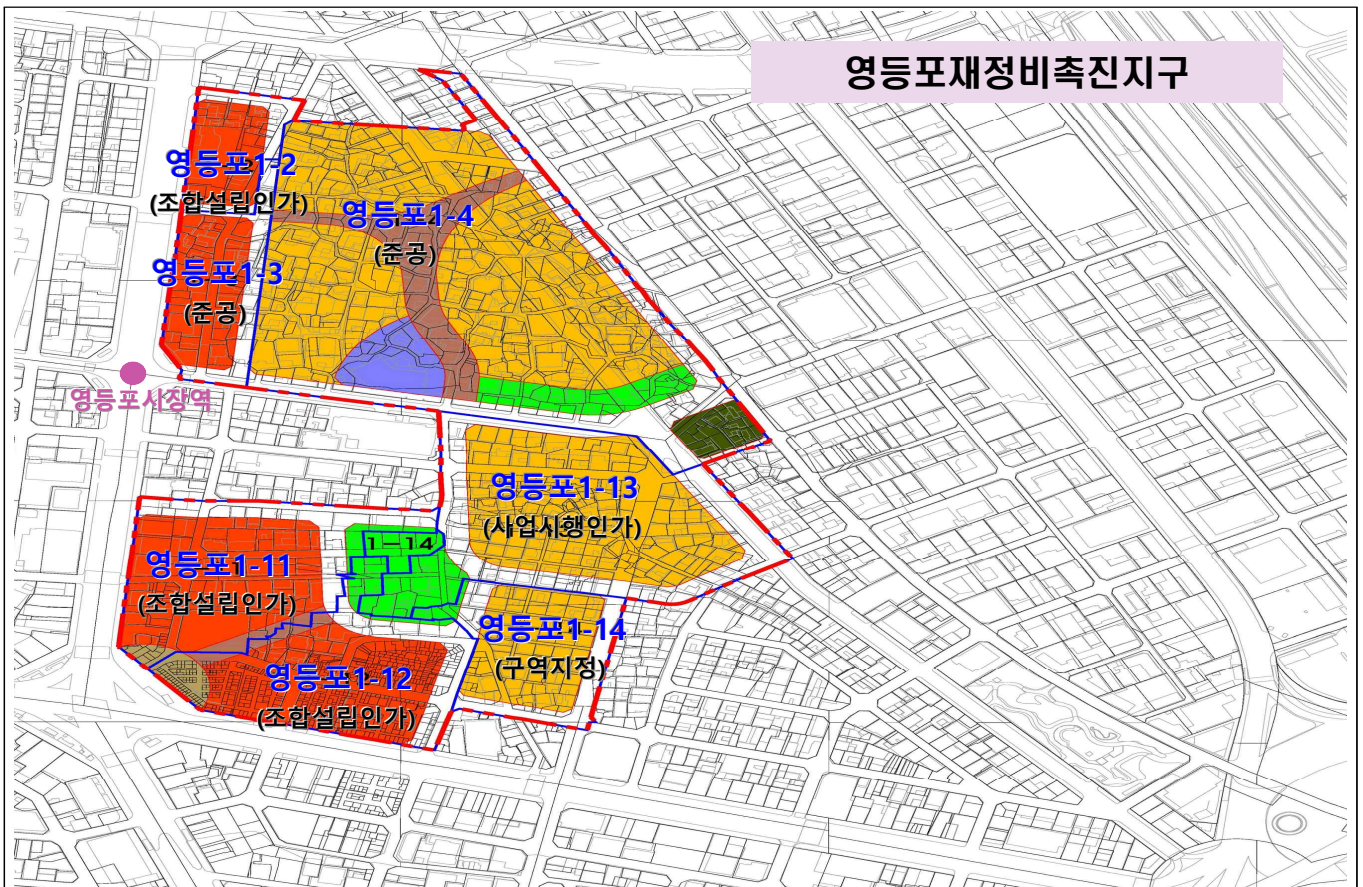 영등포재정비촉진지구
영등포1-2
(조합설립인가)
영등포1-4
(준공)
영등포1-3
(준공)
영등포시장역
영등포1-13
(사업시행인가)
1-14
영등포1-11
(조합설립인가)
영등포1-14
(구역지정)
영등포1-12
(조합설립인가)